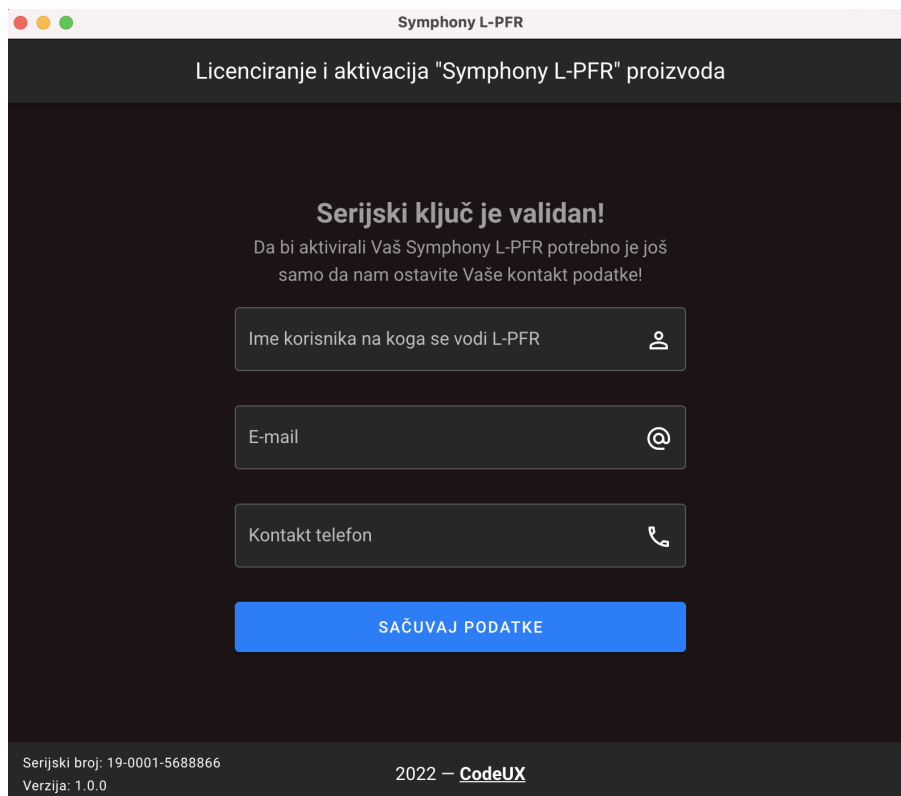 Symphony L-PFR
Licenciranje i aktivacija "Symphony L-PFR" proizvoda
Serijski ključ je validan!
Da bi aktivirali Vaš Symphony L-PFR potrebno je još
samo da nam ostavite Vaše kontakt podatke!
Ime korisnika na koga se vodi L-PFR
E-mail
Kontakt telefon
SAČUVAJ PODATKE
Serijski broj: 19-0001-5688866
Verzija: 1.0.0
2022 — CodeUX